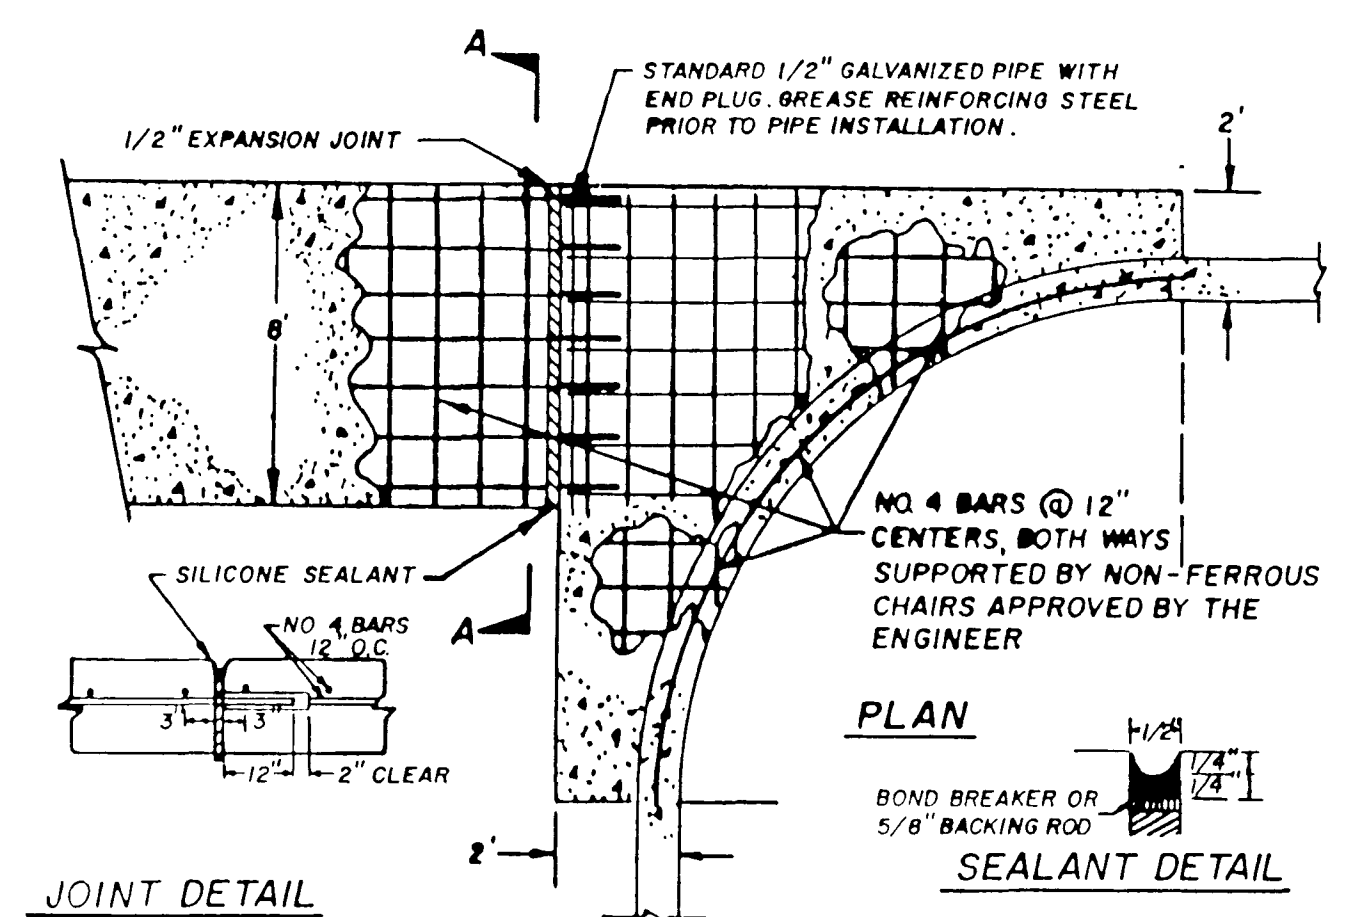 A
STANDARD 1/2" GALVANIZED PIPE WITH
END PLUG. GREASE REINFORCING STEEL
PRIOR TO PIPE INSTALLATION.
1/2" EXPANSION JOINT
2'
8'
NO. 4 BARS @ 12"
CENTERS, BOTH WAYS
SUPPORTED BY NON-FERROUS
CHAIRS APPROVED BY THE
ENGINEER
SILICONE SEALANT
A
NO 4 BARS
12" O.C.
3" 3"
12" 2" CLEAR
PLAN
1/2"
1/4"
1/4"
BOND BREAKER OR
5/8" BACKING ROD
2'
SEALANT DETAIL
JOINT DETAIL